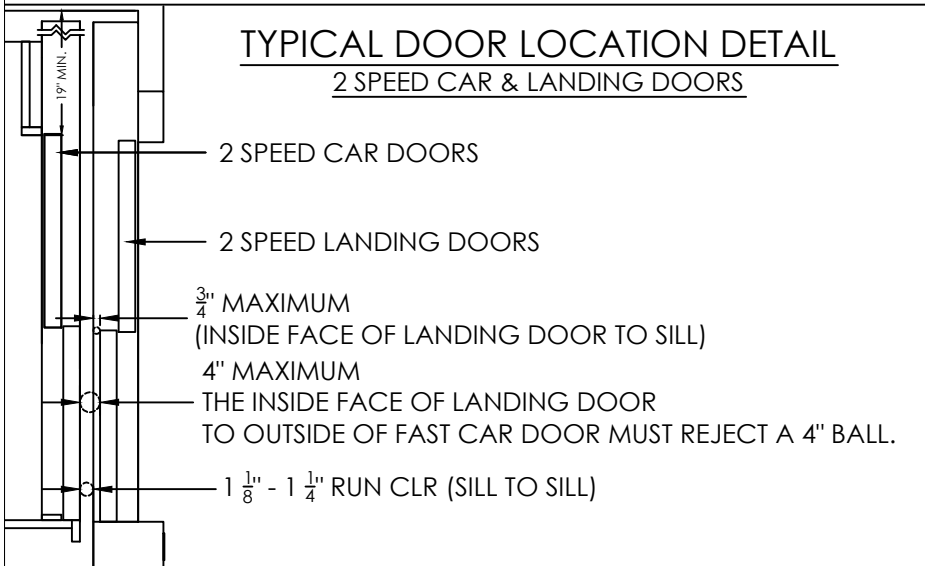 TYPICAL DOOR LOCATION DETAIL
2 SPEED CAR & LANDING DOORS
19" MIN.
2 SPEED CAR DOORS
2 SPEED LANDING DOORS
3/4" MAXIMUM
(INSIDE FACE OF LANDING DOOR TO SILL)
4" MAXIMUM
THE INSIDE FACE OF LANDING DOOR
TO OUTSIDE OF FAST CAR DOOR MUST REJECT A 4" BALL.
1 1/8" - 1 1/4" RUN CLR (SILL TO SILL)